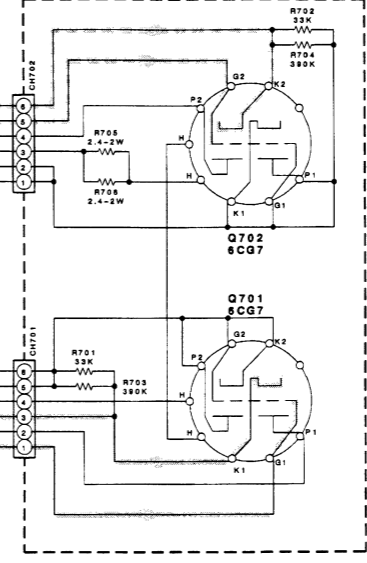 R702
33K
R704
390K
CH702
G2
K2
P2
6
5
4
3
2
1
R705
2.4-2W
H
H
R706
2.4-2W
P1
K1
G1
Q702
6CG7
Q701
6CG7
CH701
G2
K2
R701
33K
P2
6
5
4
3
2
1
R703
390K
H
H
P1
K1
G1